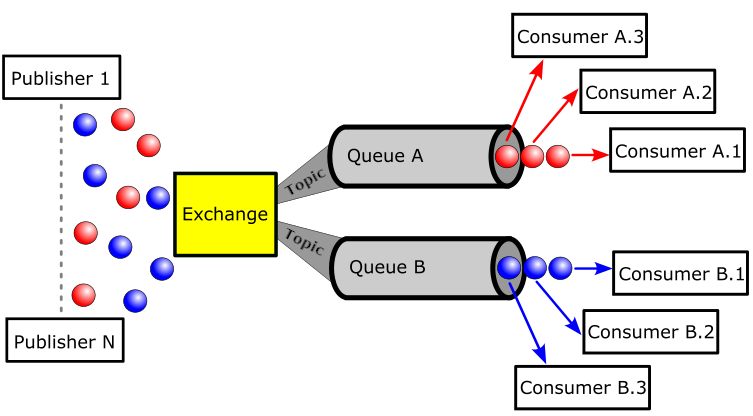 Consumer A.3
Publisher 1
Consumer A.2
Queue A
Consumer A.1
Topic
Exchange
Topic
Queue B
Consumer B.1
Consumer B.2
Publisher N
Consumer B.3